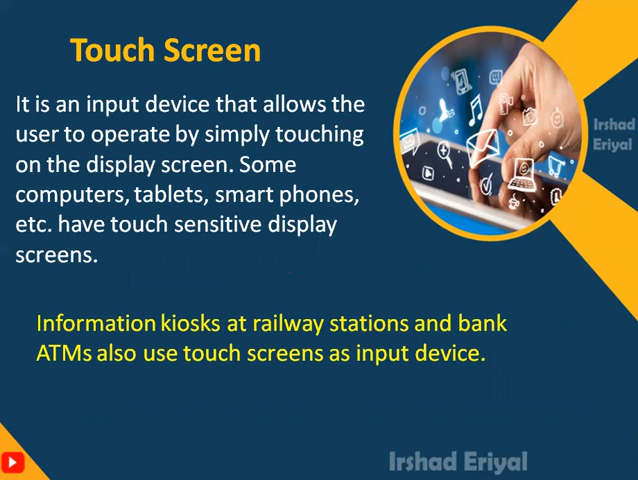 Touch Screen
It is an input device that allows the
user to operate by simply touching
on the display screen. Some
computers, tablets, smart phones,
etc. have touch sensitive display
screens.
Irshad
Eriyal
Information kiosks at railway stations and bank
ATMs also use touch screens as input device.
Irshad Eriyal